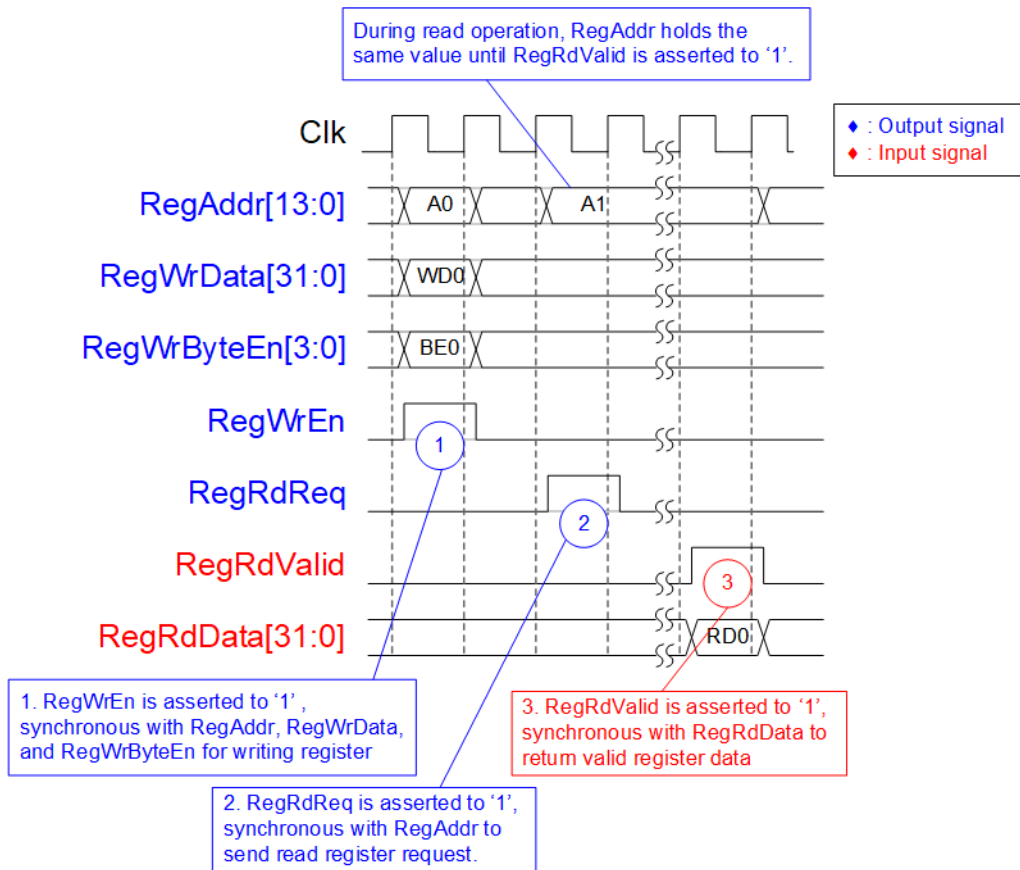 During read operation, RegAddr holds the
same value until RegRdValid is asserted to ‘1’.
Clk
♦ : Output signal
♦ : Input signal
RegAddr[13:0]
A0
A1
RegWrData[31:0]
WD0
RegWrByteEn[3:0]
BE0
RegWrEn
1
RegRdReq
2
RegRdValid
3
RegRdData[31:0]
RD0
1. RegWrEn is asserted to ‘1’ ,
synchronous with RegAddr, RegWrData,
and RegWrByteEn for writing register
3. RegRdValid is asserted to ‘1’,
synchronous with RegRdData to
return valid register data
2. RegRdReq is asserted to ‘1’,
synchronous with RegAddr to
send read register request.